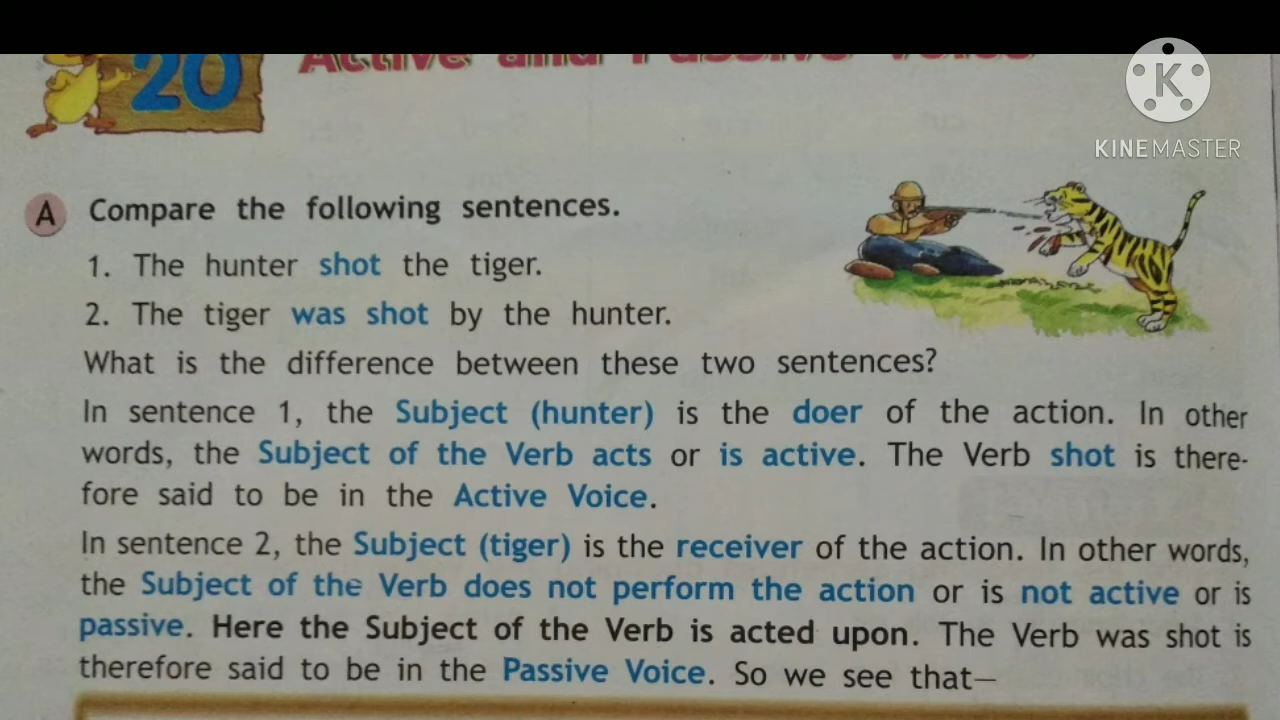 20
Active and Passive Voice
KINEMASTER
A Compare the following sentences.
1. The hunter shot the tiger.
2. The tiger was shot by the hunter.
What is the difference between these two sentences?
In sentence 1, the Subject (hunter) is the doer of the action. In other
words, the Subject of the Verb acts or is active. The Verb shot is there-
fore said to be in the Active Voice.
In sentence 2, the Subject (tiger) is the receiver of the action. In other words,
the Subject of the Verb does not perform the action or is not active or is
passive. Here the Subject of the Verb is acted upon. The Verb was shot is
therefore said to be in the Passive Voice. So we see that—